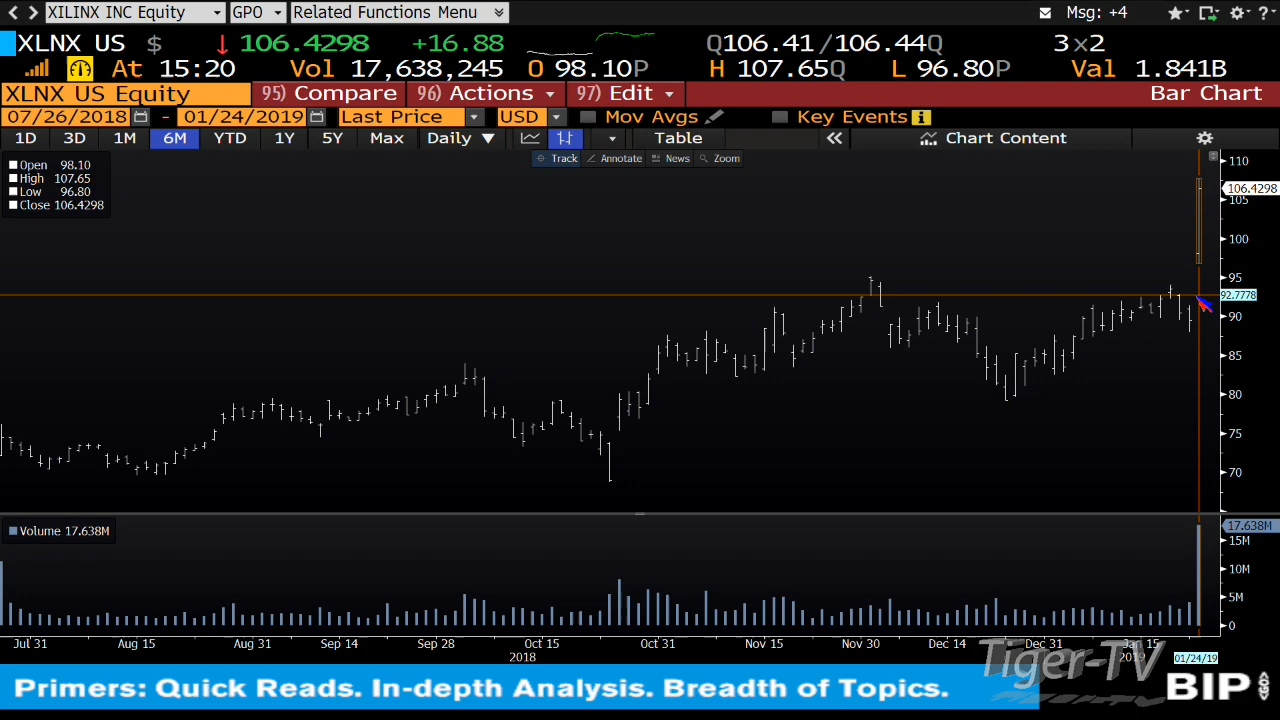 XILINX INC Equity GPO Related Functions Menu Msg: +4
XLNX US $ ↓ 106.4298 +16.88 Q106.41/106.44Q 3×2
At 15:20 Vol 17,638,245 O 98.10P H 107.65Q L 96.80P Val 1.841B
XLNX US Equity 95) Compare 96) Actions 97) Edit Bar Chart
07/26/2018 - 01/24/2019 Last Price USD Mov Avgs Key Events i
1D 3D 1M 6M YTD 1Y 5Y Max Daily ▼ Table « Chart Content
Track Annotate News Zoom
Open 98.10
High 107.65
Low 96.80
Close 106.4298
110
106.4298
105
100
95
92.7778
90
85
80
75
70
Volume 17.638M
17.638M
15M
10M
5M
0
Jul 31 Aug 15 Aug 31 Sep 14 Sep 28 Oct 15 Oct 31 Nov 15 Nov 30 Dec 14 Dec 31 Jan 15
2018 2019 01/24/19
Tiger-TV
Primers: Quick Reads. In-depth Analysis. Breadth of Topics. BIP GO